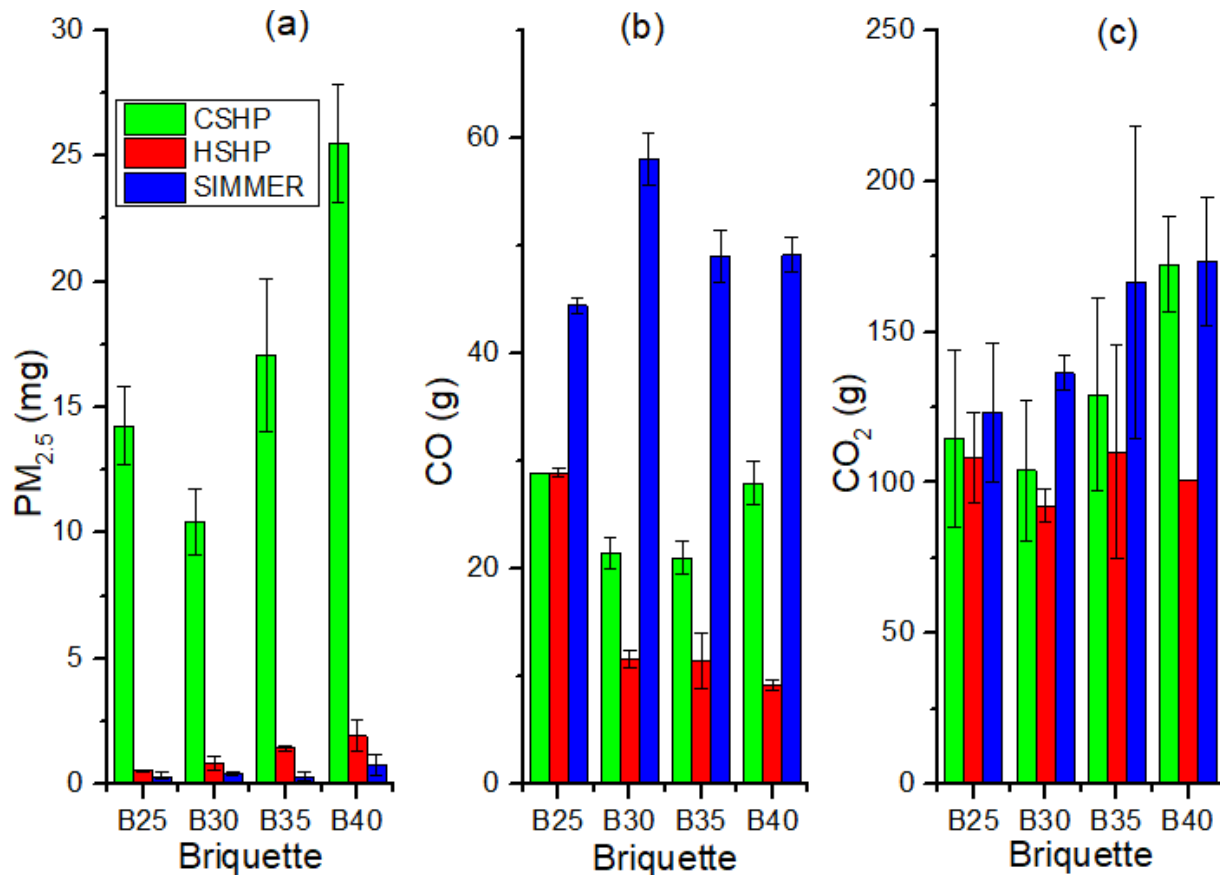 (a)
30
25
20
15
10
5
0
PM2.5 (mg)
CSHP
HSHP
SIMMER
B25 B30 B35 B40
Briquette
(b)
60
40
20
0
CO (g)
B25 B30 B35 B40
Briquette
(c)
250
200
150
100
50
0
CO2 (g)
B25 B30 B35 B40
Briquette